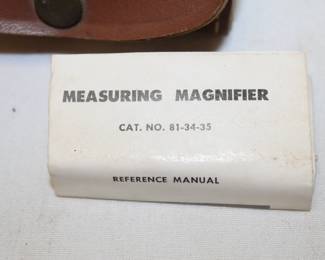 MEASURING MAGNIFIER
CAT. NO. 81-34-35
REFERENCE MANUAL